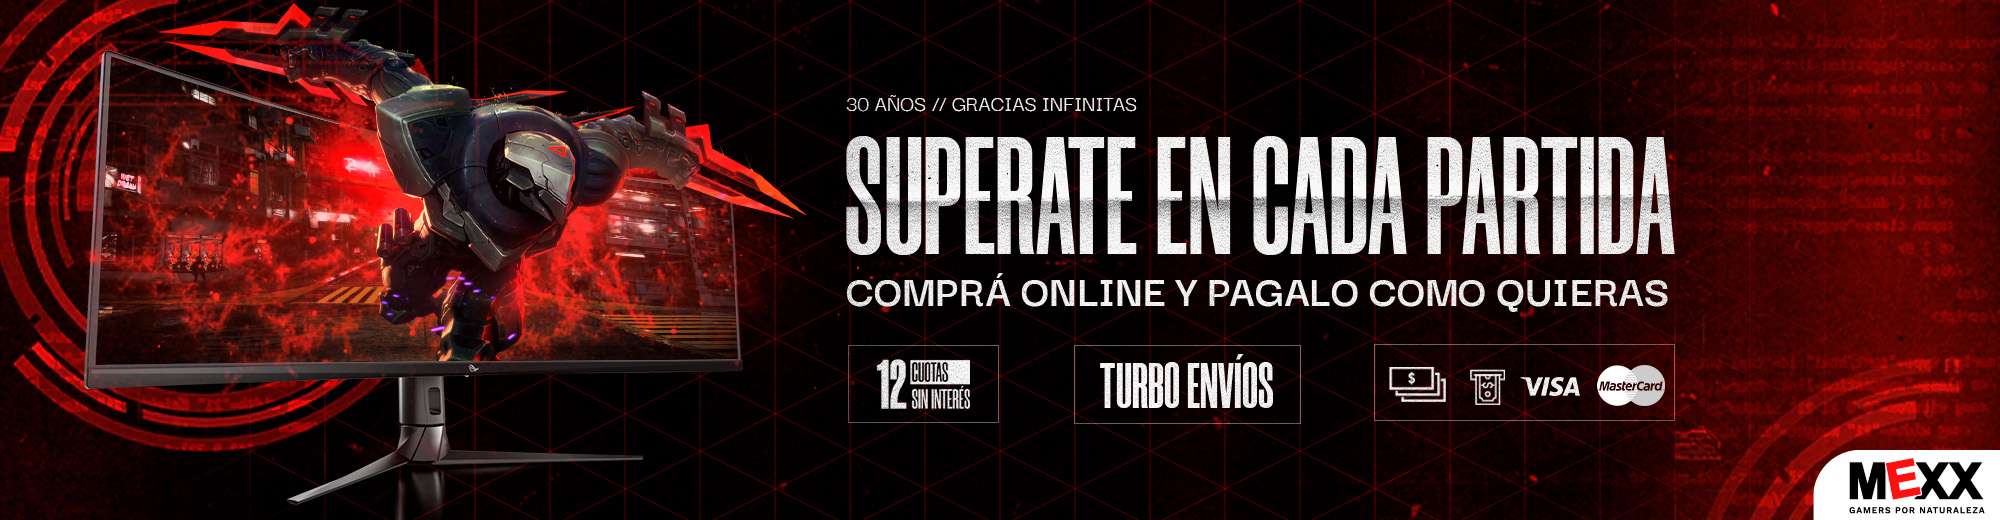 30 AÑOS // GRACIAS INFINITAS
SUPERATE EN CADA PARTIDA
COMPRÁ ONLINE Y PAGALO COMO QUIERAS
12 CUOTAS
SIN INTERÉS
TURBO ENVÍOS
$
$
VISA
MasterCard
MEXX
GAMERS POR NATURALEZA